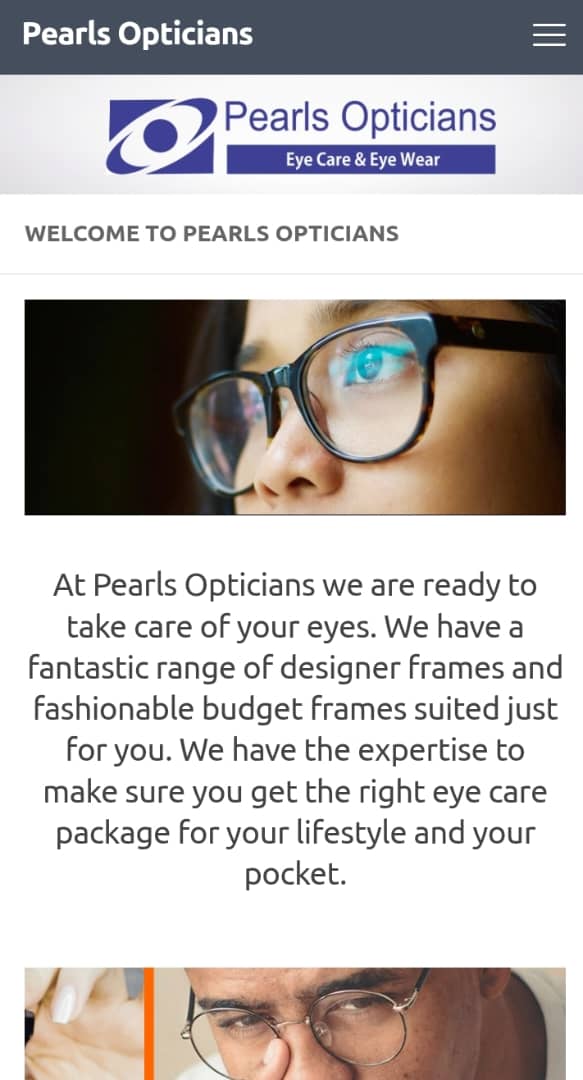 Pearls Opticians
Pearls Opticians
Eye Care & Eye Wear
WELCOME TO PEARLS OPTICIANS
At Pearls Opticians we are ready to
take care of your eyes. We have a
fantastic range of designer frames and
fashionable budget frames suited just
for you. We have the expertise to
make sure you get the right eye care
package for your lifestyle and your
pocket.